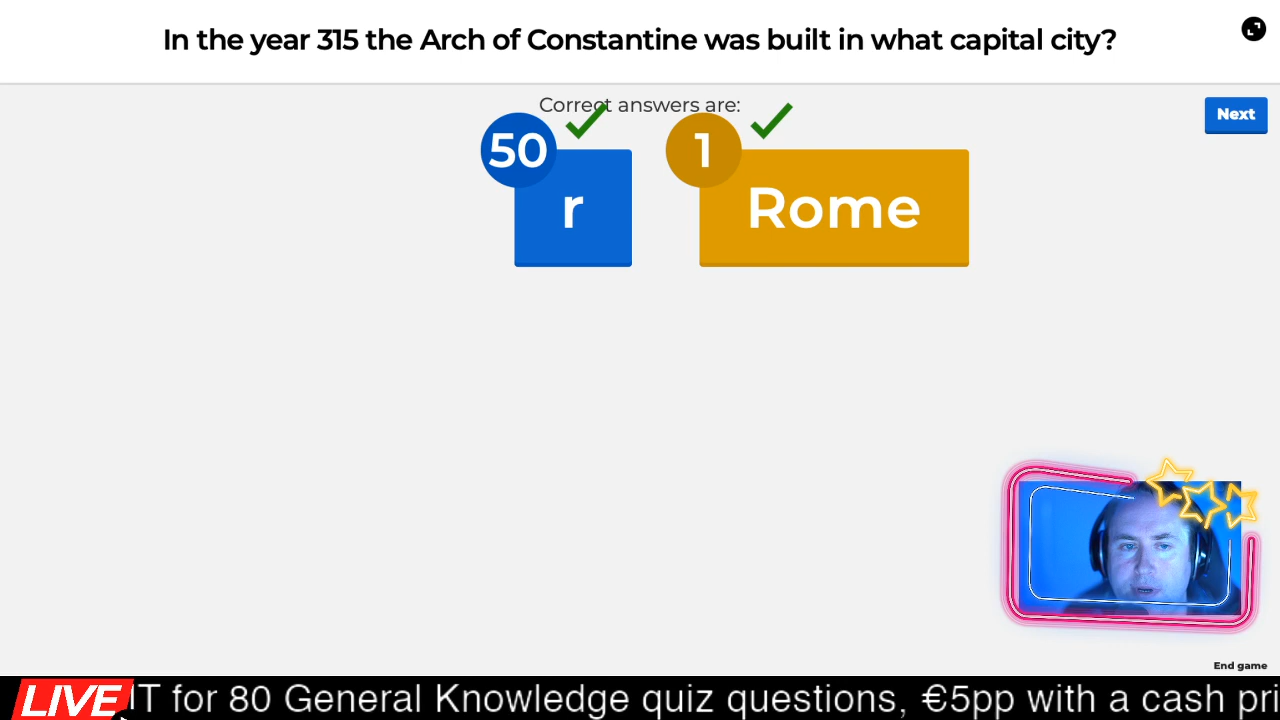 In the year 315 the Arch of Constantine was built in what capital city?
Correct answers are:
Next
50
r
1
Rome
End game
LIVE
IT for 80 General Knowledge quiz questions, €5pp with a cash pri